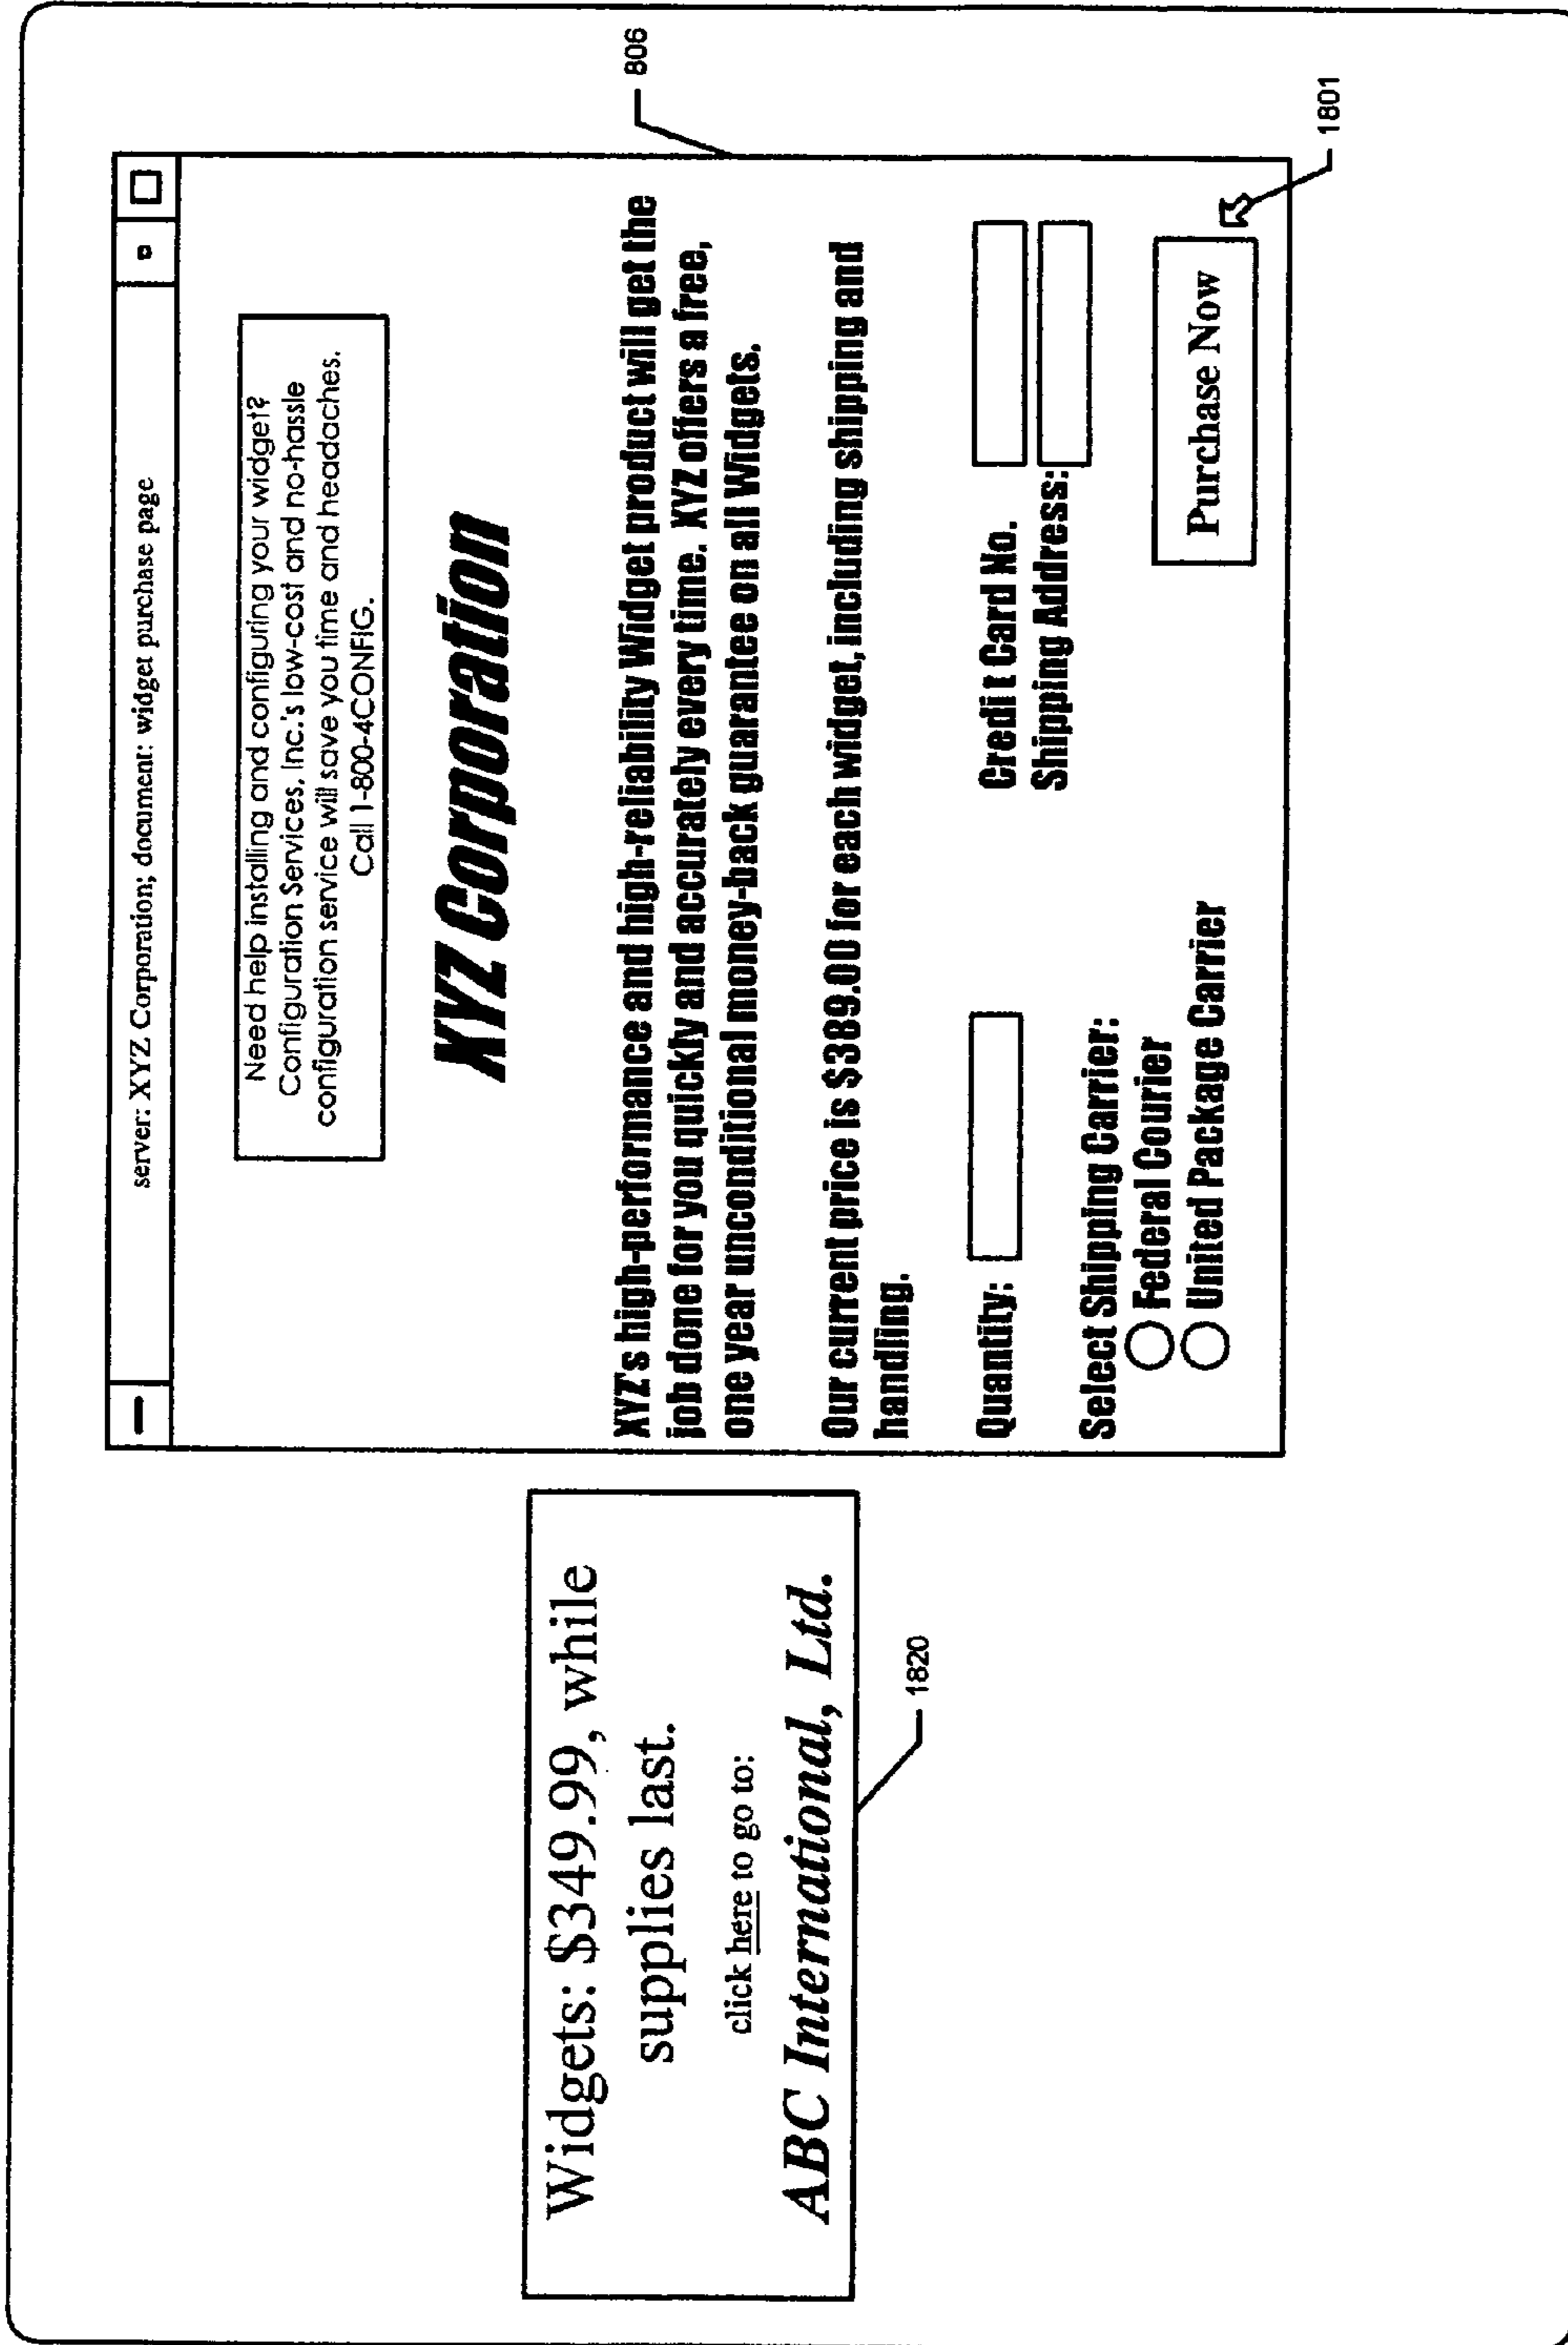 server: XYZ Corporation; document: widget purchase page
Need help installing and configuring your widget?
Configuration Services, Inc.'s low-cost and no-hassle
configuration service will save you time and headaches.
Call 1-800-4CONFIG.
XYZ Corporation
XYZ's high-performance and high-reliability Widget product will get the
job done for you quickly and accurately every time. XYZ offers a free,
one year unconditional money-back guarantee on all Widgets.
Our current price is $389.00 for each widget, including shipping and
handling.
Quantity:
Credit Card No.
Shipping Address:
Select Shipping Carrier:
Federal Courier
United Package Carrier
Purchase Now
806
1801
Widgets: $349.99, while
supplies last.
click here to go to:
ABC International, Ltd.
1820